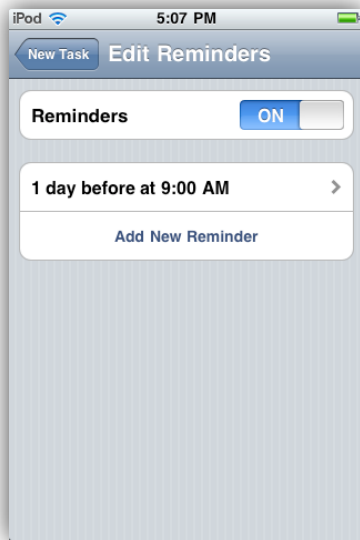 iPod 5:07 PM
New Task Edit Reminders
Reminders ON
1 day before at 9:00 AM
Add New Reminder